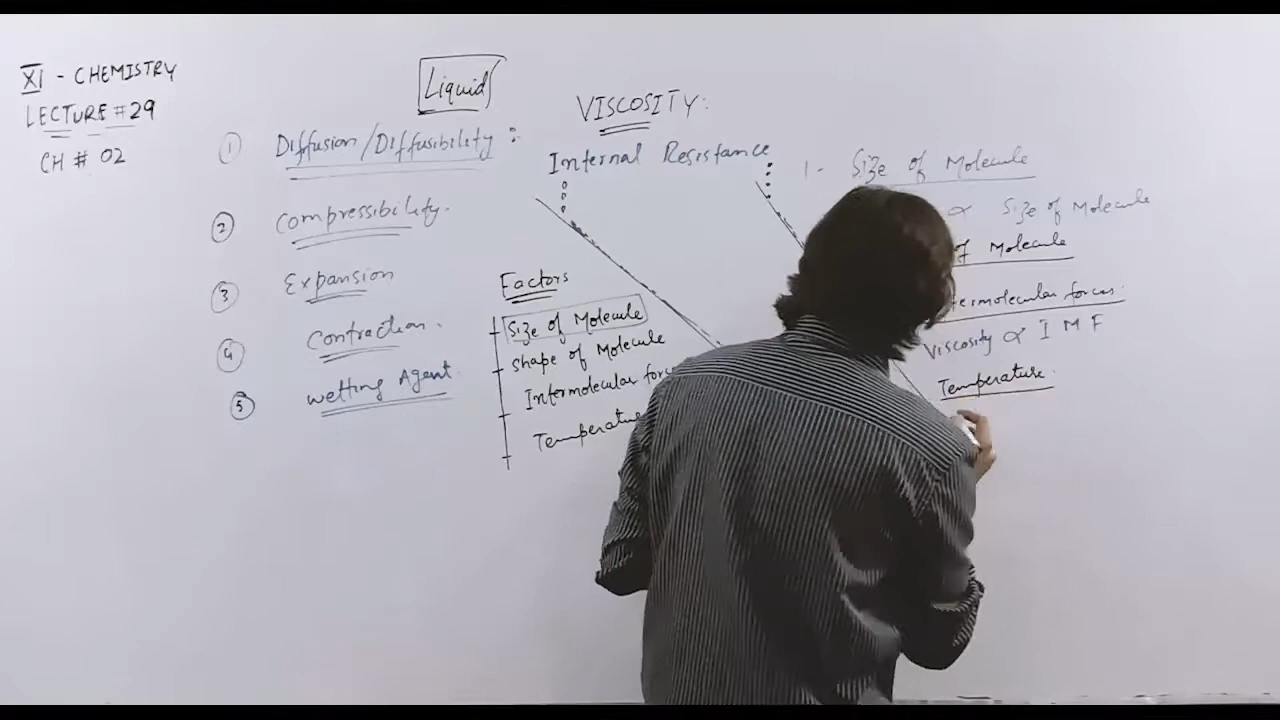 XI - CHEMISTRY
LECTURE #29
CH # 02
Liquid
① Diffusion/Diffusibility :
② Compressibility.
③ Expansion
④ Contraction.
⑤ wetting Agent.
VISCOSITY:
Internal Resistance
Factors
Size of Molecule
Shape of Molecule
Intermolecular
Temperature
1- Size of Molecule
∝ Size of Molecule
of Molecule
forces.
Viscosity ∝ I M F
Temperature.